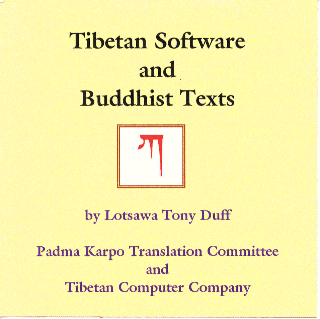 Tibetan Software
and
Buddhist Texts
ཀ
by Lotsawa Tony Duff
Padma Karpo Translation Committee
and
Tibetan Computer Company